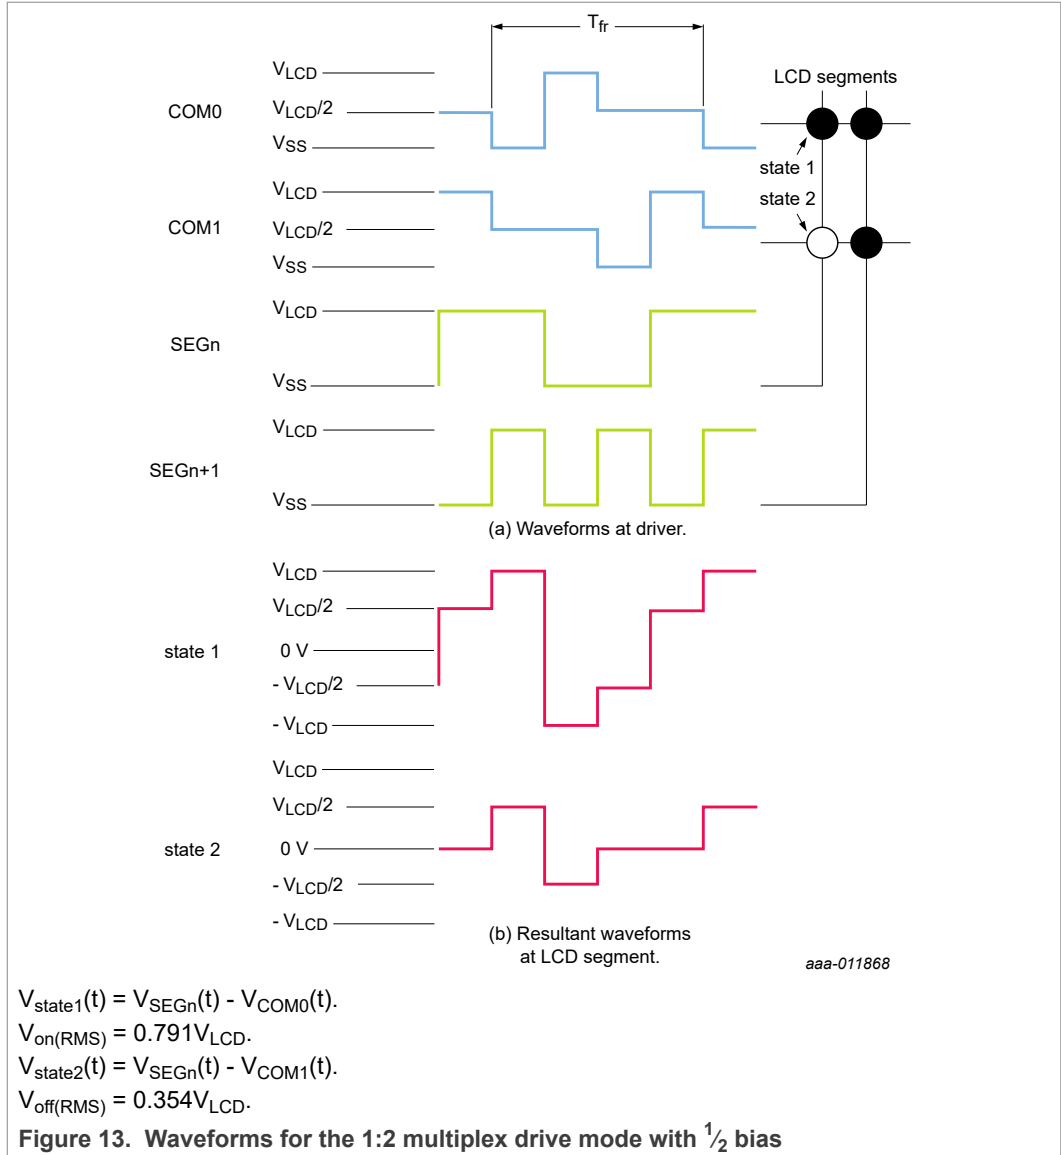 Tfr
VLCD
VLCD/2
VSS
COM0
LCD segments
state 1
state 2
VLCD
VLCD/2
VSS
COM1
VLCD
VSS
SEGn
VLCD
VSS
SEGn+1
(a) Waveforms at driver.
VLCD
VLCD/2
0 V
- VLCD/2
- VLCD
state 1
VLCD
VLCD/2
0 V
- VLCD/2
- VLCD
state 2
(b) Resultant waveforms
at LCD segment.
aaa-011868
Vstate1(t) = VSEGn(t) - VCOM0(t).
Von(RMS) = 0.791VLCD.
Vstate2(t) = VSEGn(t) - VCOM1(t).
Voff(RMS) = 0.354VLCD.
Figure 13. Waveforms for the 1:2 multiplex drive mode with 1⁄2 bias